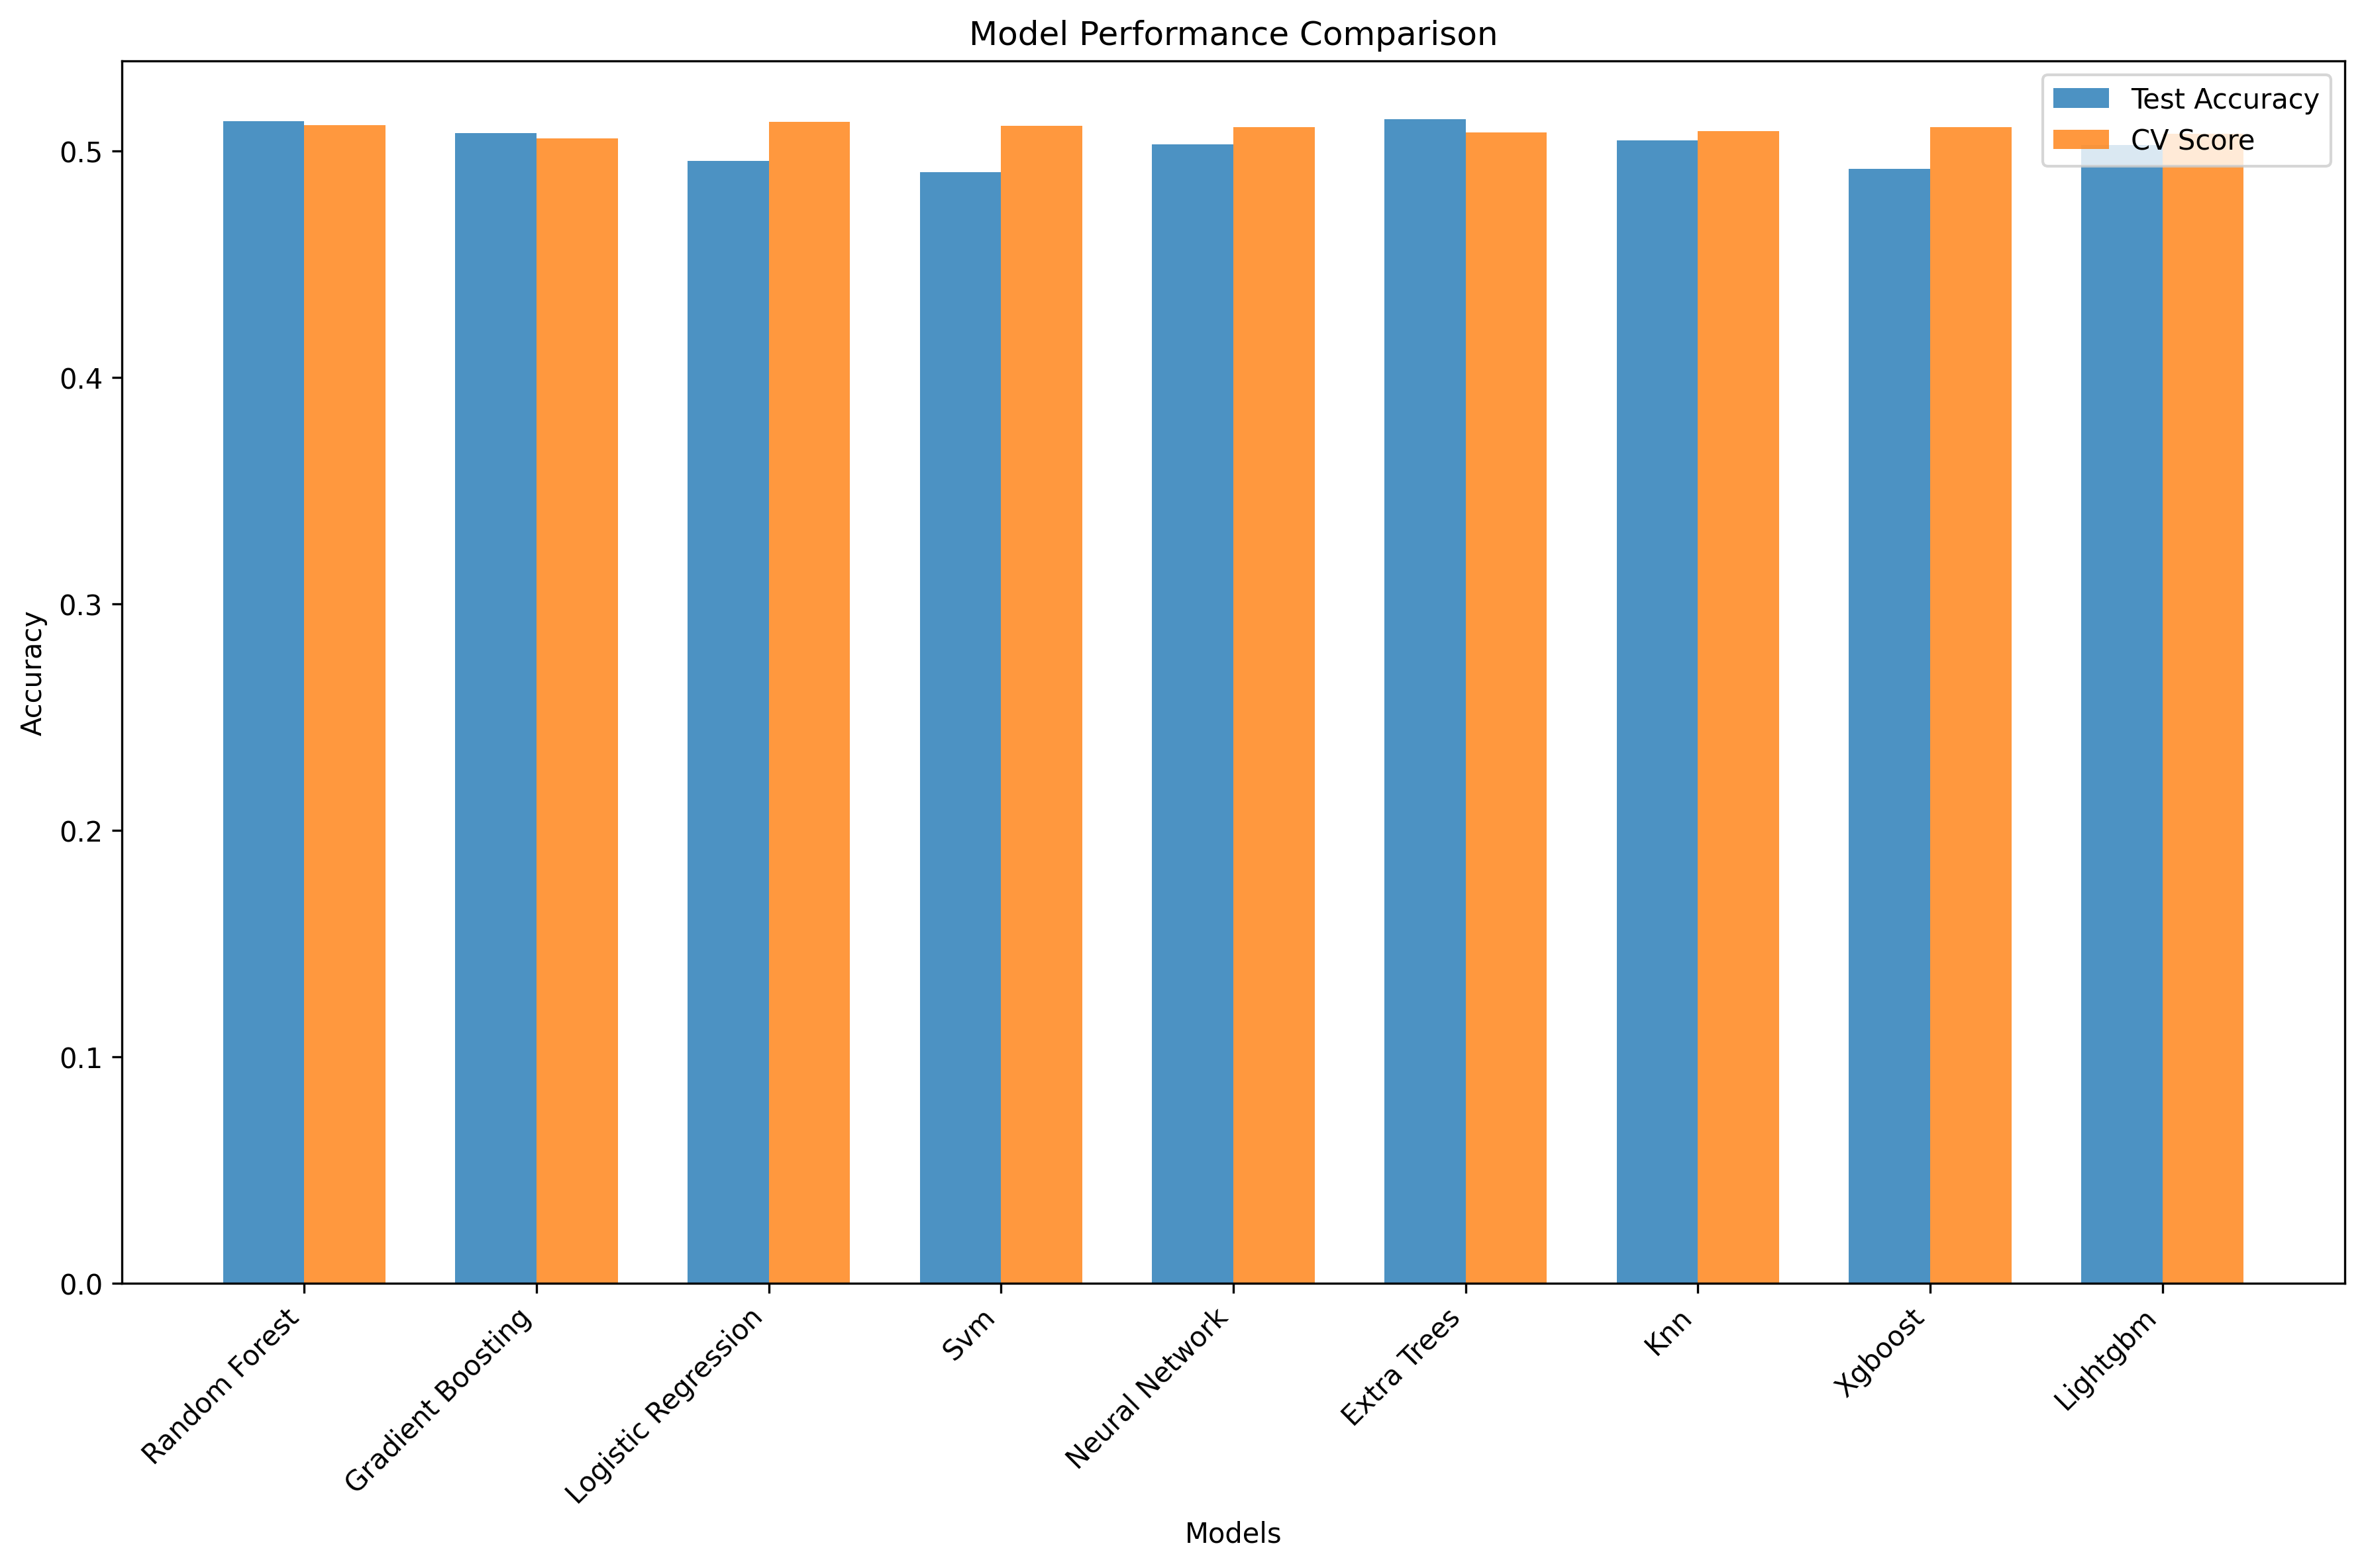 Model Performance Comparison
Test Accuracy
CV Score
Accuracy
0.5
0.4
0.3
0.2
0.1
0.0
Random Forest
Gradient Boosting
Logistic Regression
Svm
Neural Network
Extra Trees
Knn
Xgboost
Lightgbm
Models